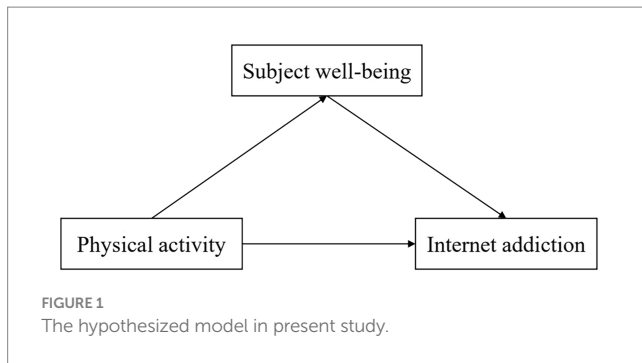 Subject well-being
Physical activity
Internet addiction
FIGURE 1
The hypothesized model in present study.